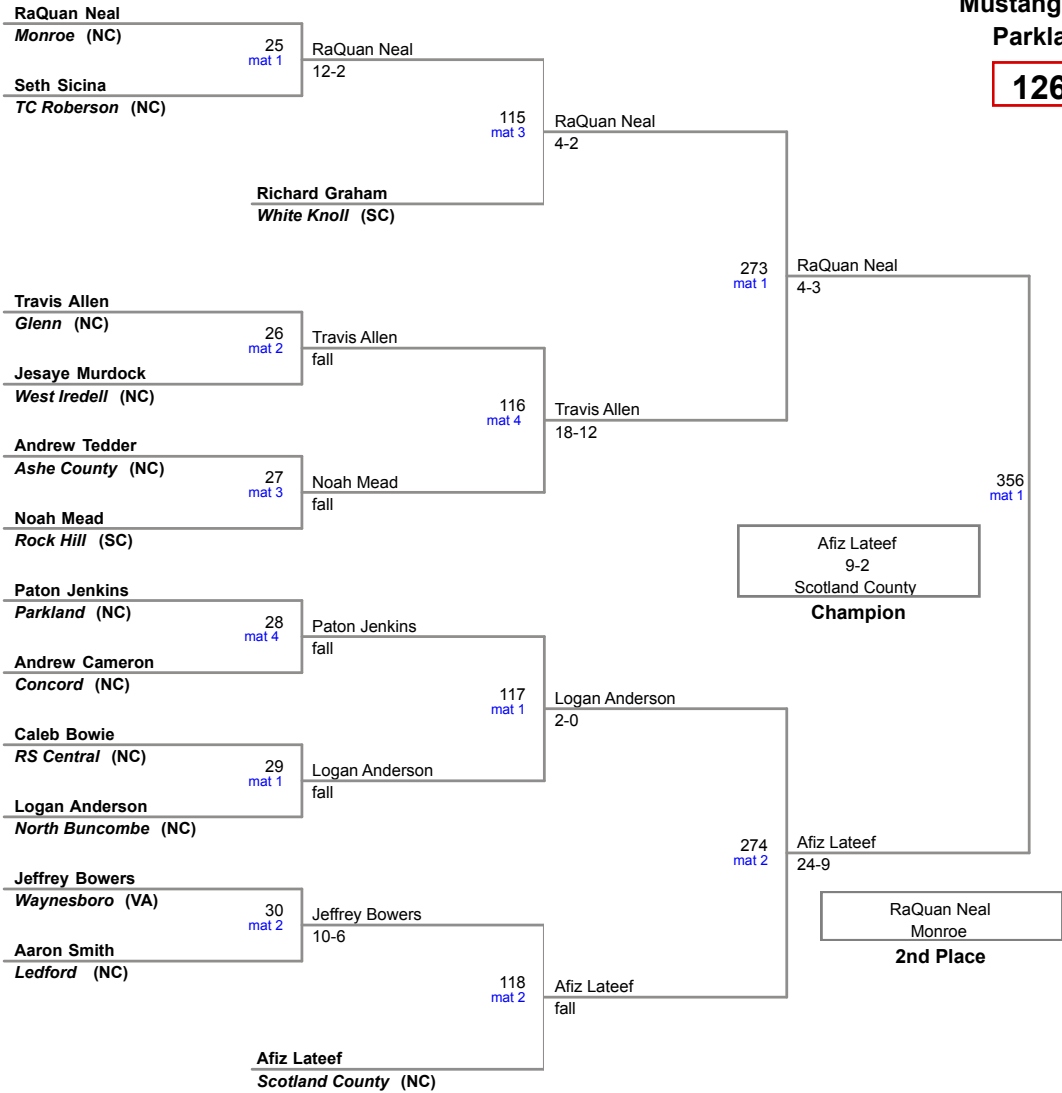 Mustang
Parkla
126
RaQuan Neal
Monroe (NC)
25
mat 1
RaQuan Neal
12-2
Seth Sicina
TC Roberson (NC)
115
mat 3
RaQuan Neal
4-2
Richard Graham
White Knoll (SC)
273
mat 1
RaQuan Neal
4-3
Travis Allen
Glenn (NC)
26
mat 2
Travis Allen
fall
Jesaye Murdock
West Iredell (NC)
116
mat 4
Travis Allen
18-12
Andrew Tedder
Ashe County (NC)
27
mat 3
Noah Mead
fall
Noah Mead
Rock Hill (SC)
356
mat 1
Afiz Lateef
9-2
Scotland County
Champion
Paton Jenkins
Parkland (NC)
28
mat 4
Paton Jenkins
fall
Andrew Cameron
Concord (NC)
117
mat 1
Logan Anderson
2-0
Caleb Bowie
RS Central (NC)
29
mat 1
Logan Anderson
fall
Logan Anderson
North Buncombe (NC)
274
mat 2
Afiz Lateef
24-9
Jeffrey Bowers
Waynesboro (VA)
30
mat 2
Jeffrey Bowers
10-6
Aaron Smith
Ledford (NC)
RaQuan Neal
Monroe
2nd Place
118
mat 2
Afiz Lateef
fall
Afiz Lateef
Scotland County (NC)